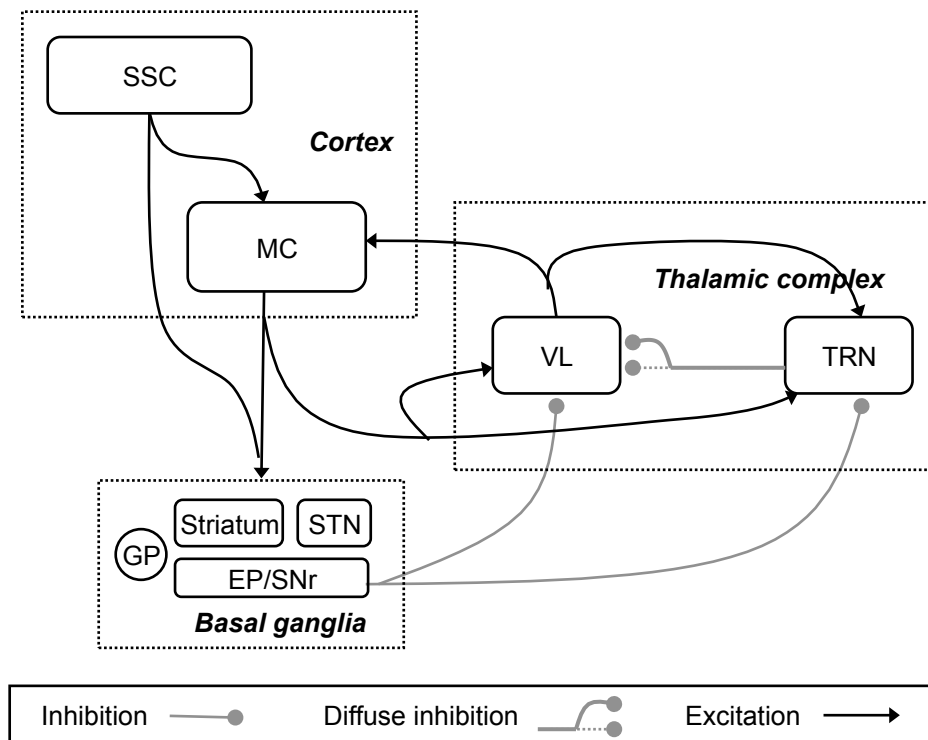 SSC
Cortex
MC
Thalamic complex
VL
TRN
Striatum
STN
GP
EP/SNr
Basal ganglia
Inhibition
Diffuse inhibition
Excitation